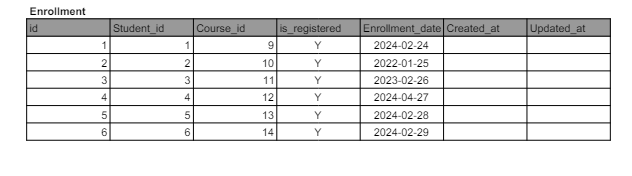 Enrollment
id Student_id Course_id is_registered Enrollment_date Created_at Updated_at
1 1 9 Y 2024-02-24
2 2 10 Y 2022-01-25
3 3 11 Y 2023-02-26
4 4 12 Y 2024-04-27
5 5 13 Y 2024-02-28
6 6 14 Y 2024-02-29